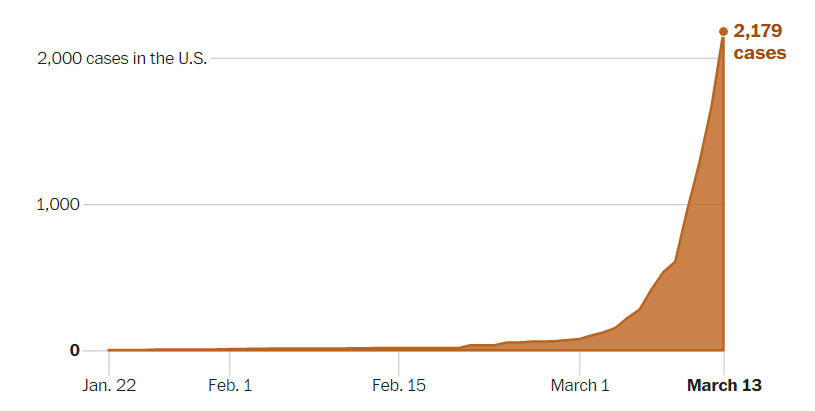 2,179
cases
2,000 cases in the U.S.
1,000
0
Jan. 22
Feb. 1
Feb. 15
March 1
March 13